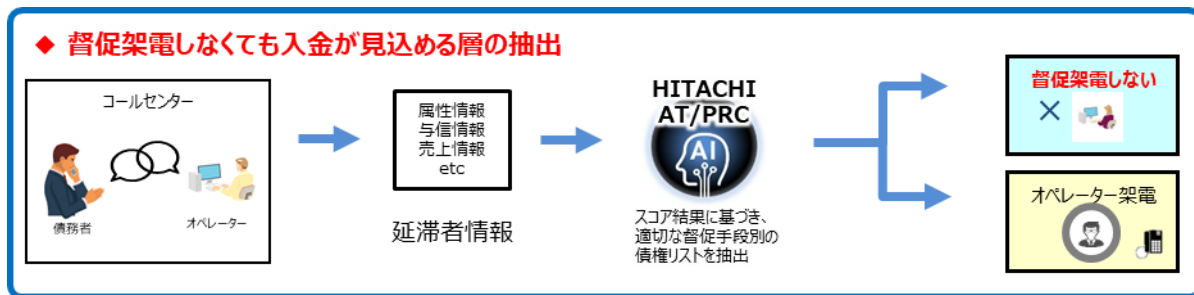 ◆ 督促架電しなくても入金が見込める層の抽出
コールセンター
債務者
オペレーター
属性情報
与信情報
売上情報
etc
延滞者情報
HITACHI
AT/PRC
AI
スコア結果に基づき、
適切な督促手段別の
債権リストを抽出
督促架電しない
×
オペレーター架電